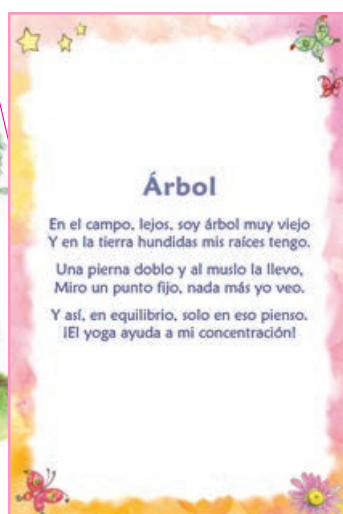 Árbol
En el campo, lejos, soy árbol muy viejo
Y en la tierra hundidas mis raíces tengo.
Una pierna doblo y al muslo la llevo,
Miro un punto fijo, nada más yo veo.
Y así, en equilibrio, solo en eso pienso.
¡El yoga ayuda a mi concentración!